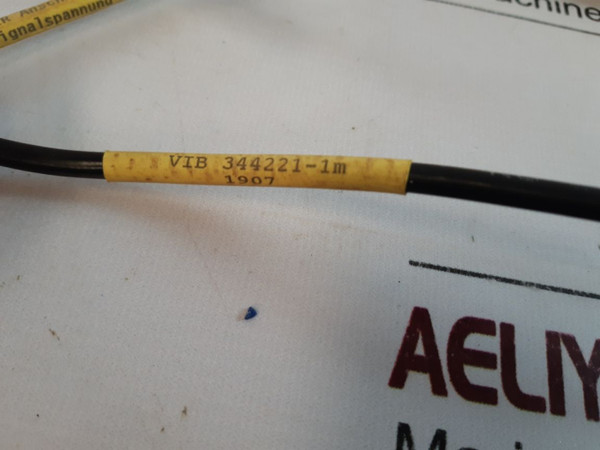 ignalspannung
achine
VIB 344221-1m
1907
AELIY